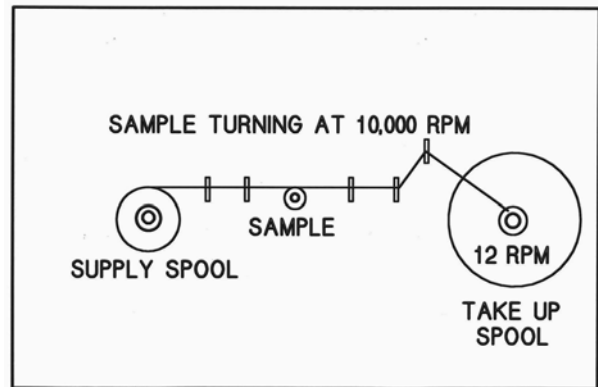 SAMPLE TURNING AT 10,000 RPM
SAMPLE
SUPPLY SPOOL
12 RPM
TAKE UP
SPOOL